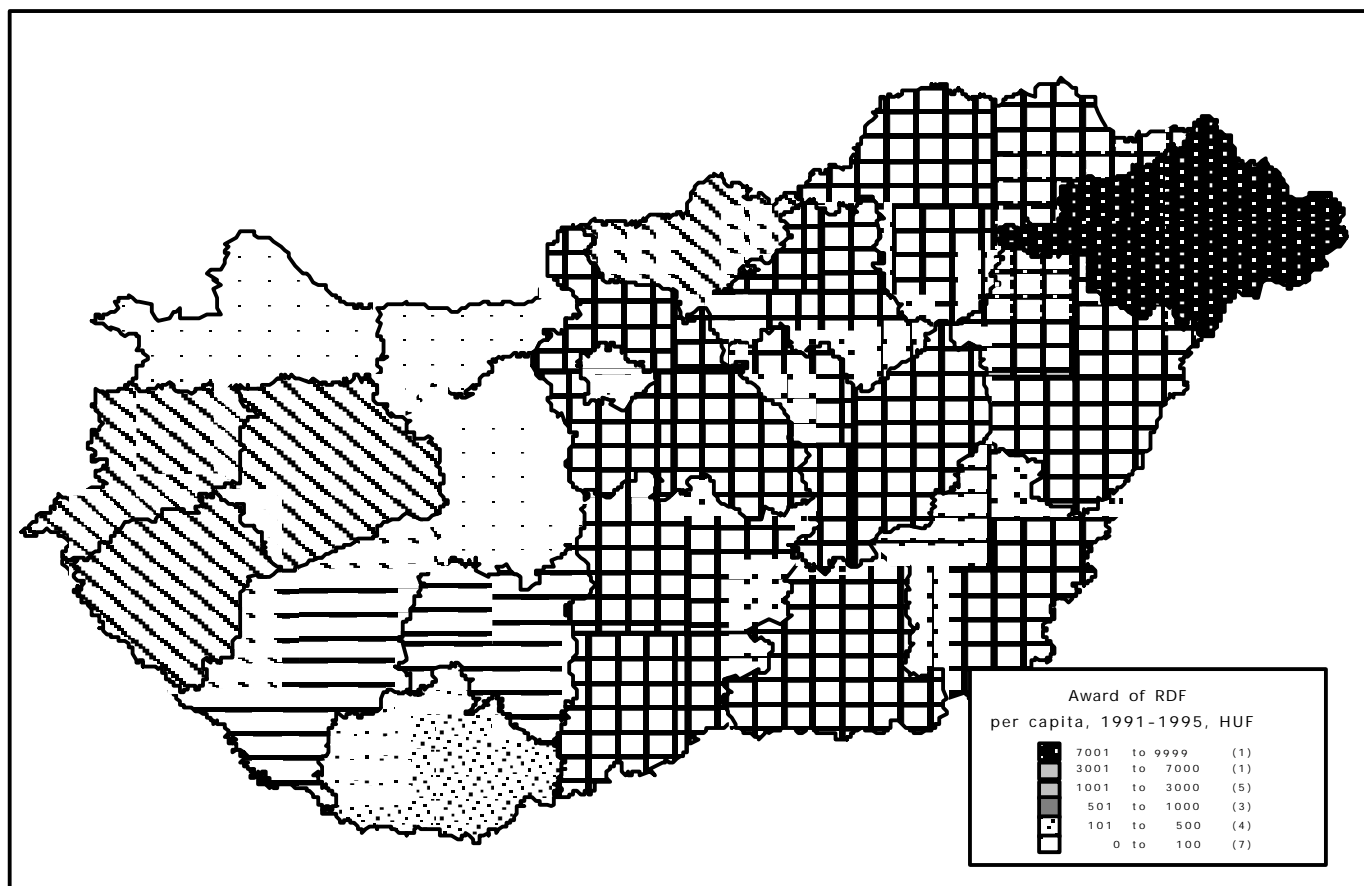 Award of RDF
per capita, 1991-1995, HUF
7001 to 9999 (1)
3001 to 7000 (1)
1001 to 3000 (5)
501 to 1000 (3)
101 to 500 (4)
0 to 100 (7)